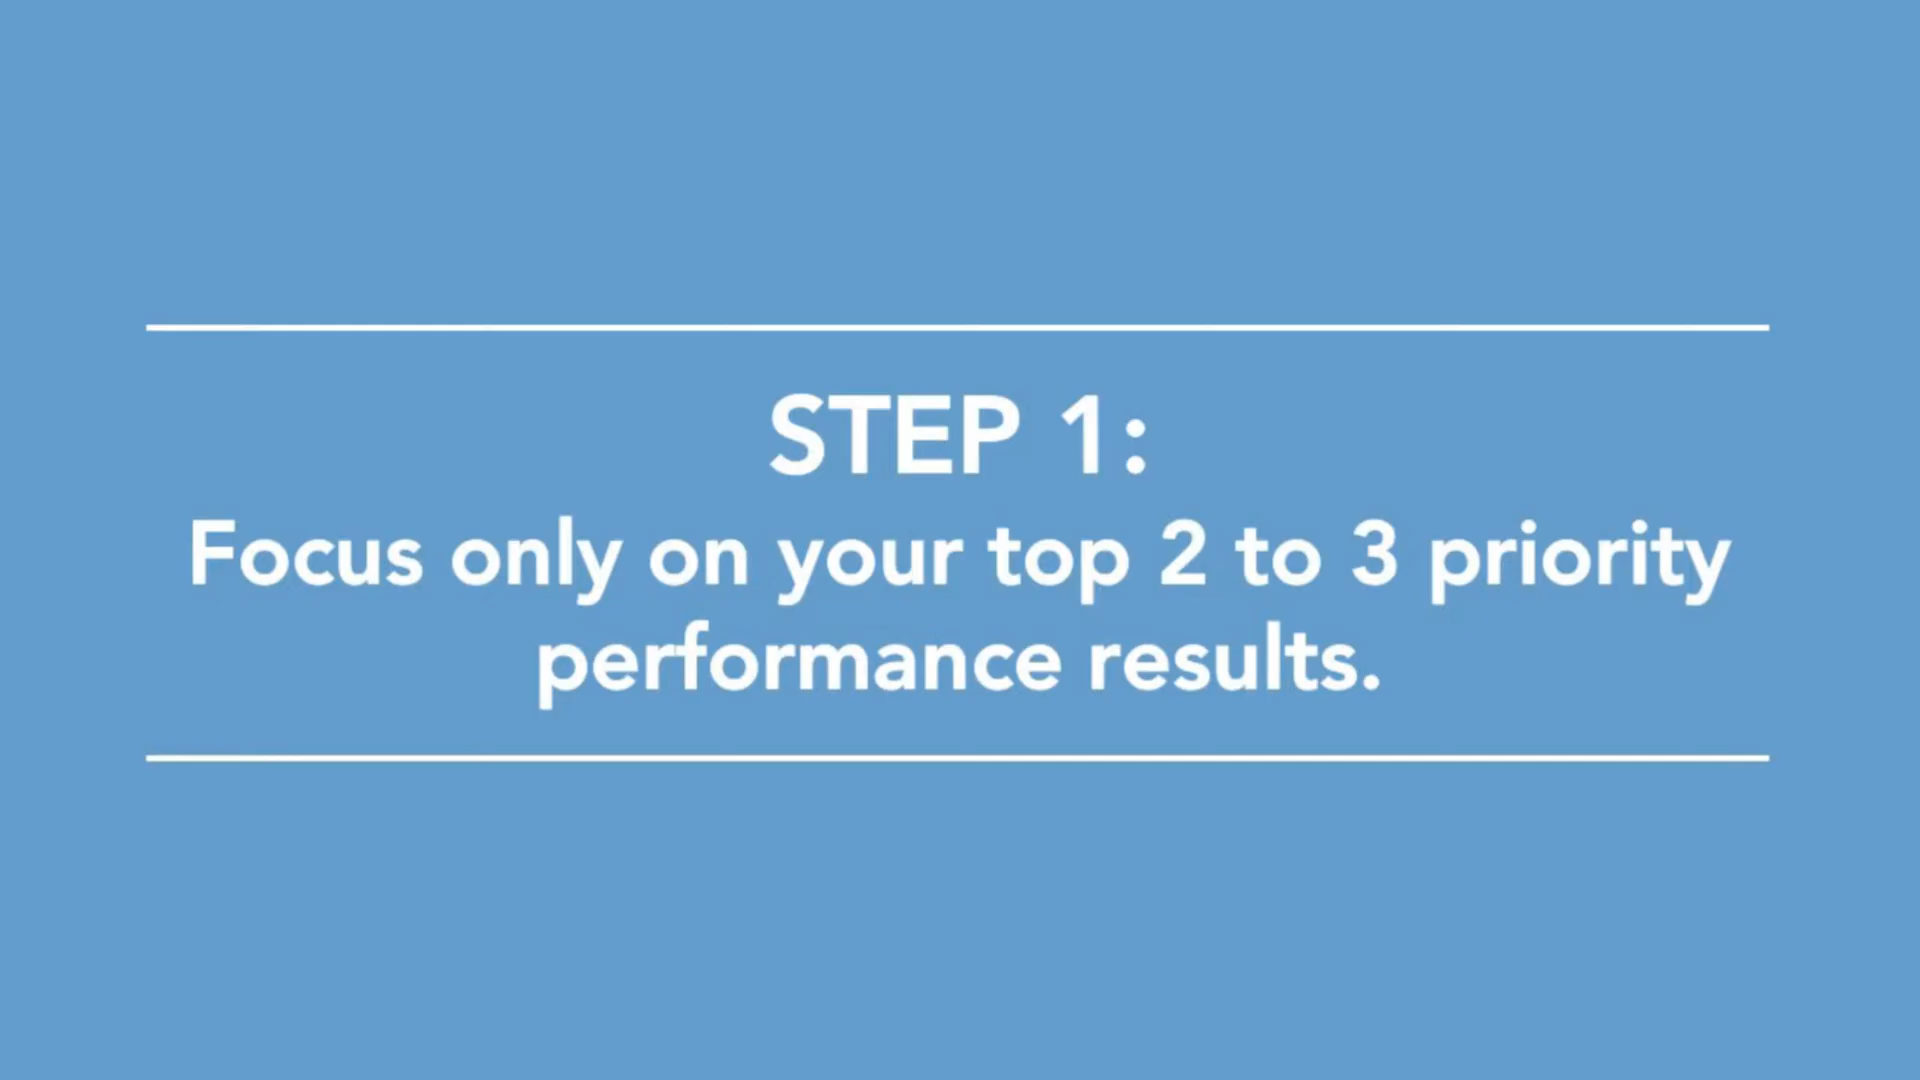 STEP 1:
Focus only on your top 2 to 3 priority
performance results.